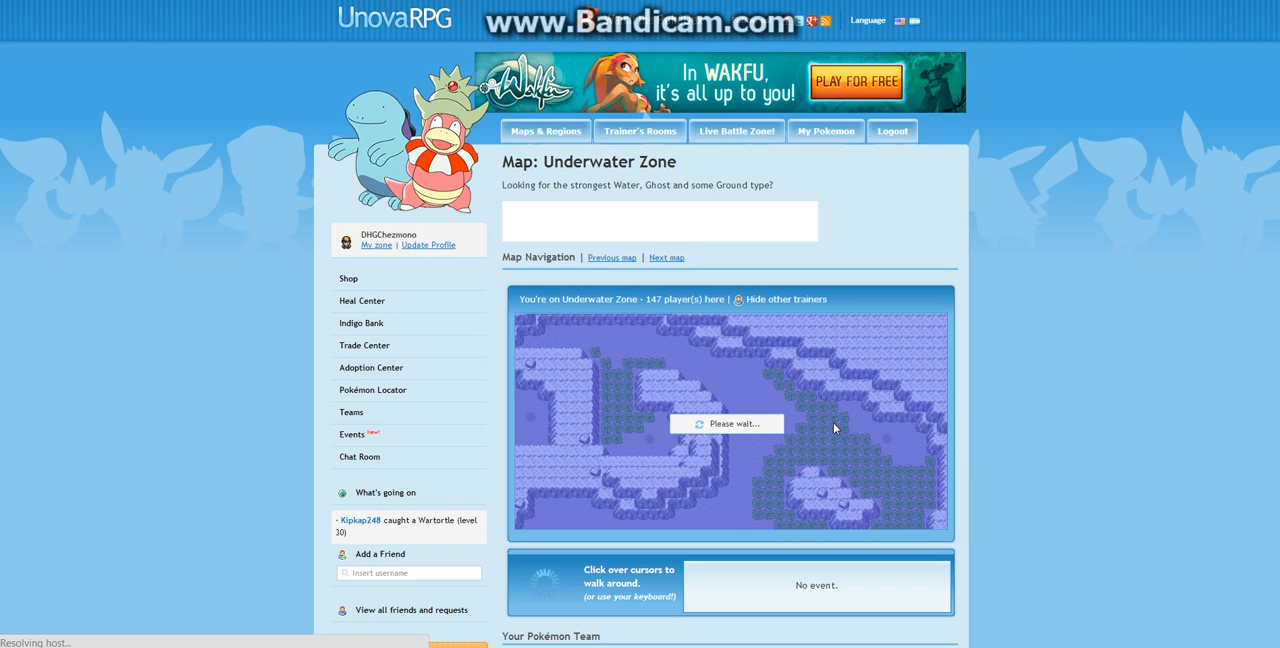 UnovaRPG
www.Bandicam.com
Language
WAKFU
In WAKFU,
it's all up to you!
PLAY FOR FREE
Maps & Regions
Trainer's Rooms
Live Battle Zone!
My Pokemon
Logout
Map: Underwater Zone
Looking for the strongest Water, Ghost and some Ground type?
DHGChezmono
My zone | Update Profile
Map Navigation | Previous map | Next map
Shop
Heal Center
Indigo Bank
Trade Center
Adoption Center
Pokémon Locator
Teams
Events New!
Chat Room
You're on Underwater Zone - 147 player(s) here | Hide other trainers
Please wait...
What's going on
- Kipkap248 caught a Wartortle (level
30)
Add a Friend
Insert username
View all friends and requests
Click over cursors to
walk around.
(or use your keyboard!)
No event.
Your Pokémon Team
Resolving host...